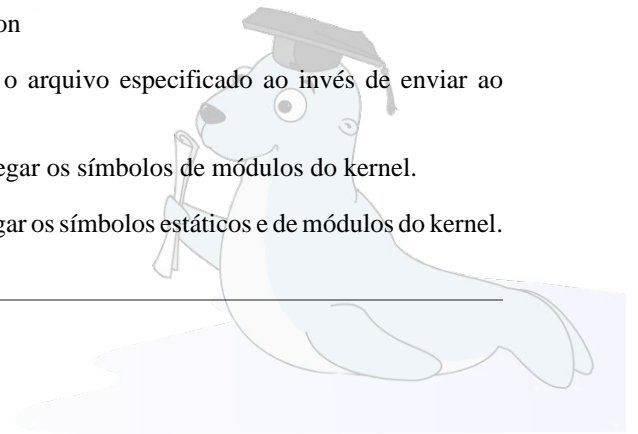 on
o arquivo especificado ao invés de enviar ao
egar os símbolos de módulos do kernel.
gar os símbolos estáticos e de módulos do kernel.